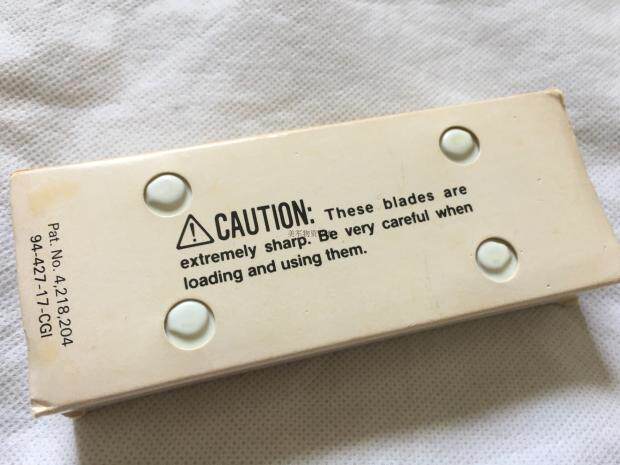 ⚠ CAUTION: These blades are
extremely sharp. Be very careful when
loading and using them.
Pat. No. 4,218,204
94-427-17-CGI